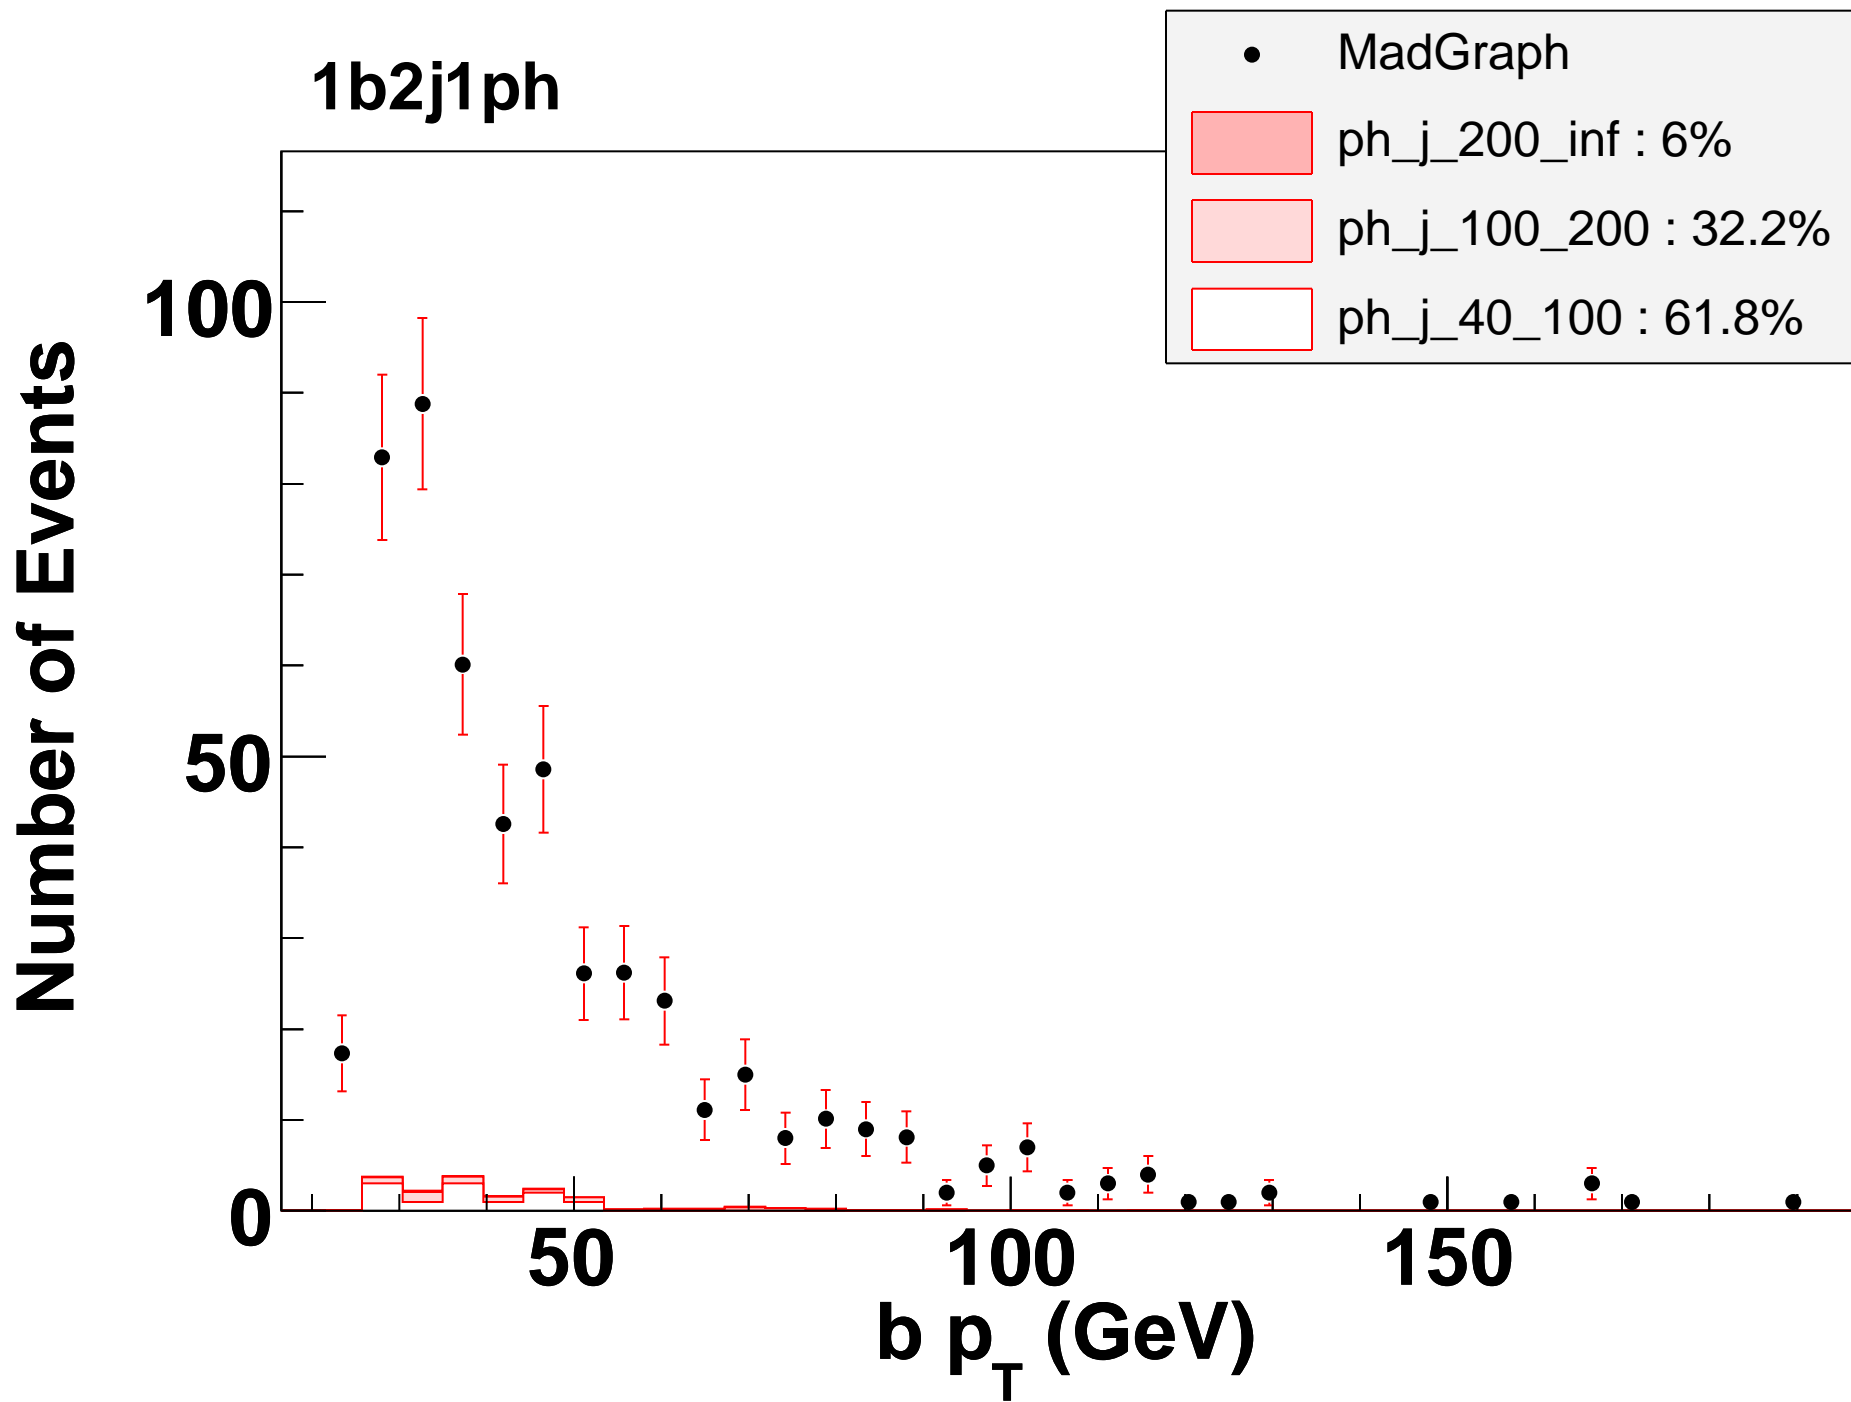 1b2j1ph
MadGraph
ph_j_200_inf : 6%
ph_j_100_200 : 32.2%
ph_j_40_100 : 61.8%
Number of Events
100
50
0
50
100
150
b p_T (GeV)